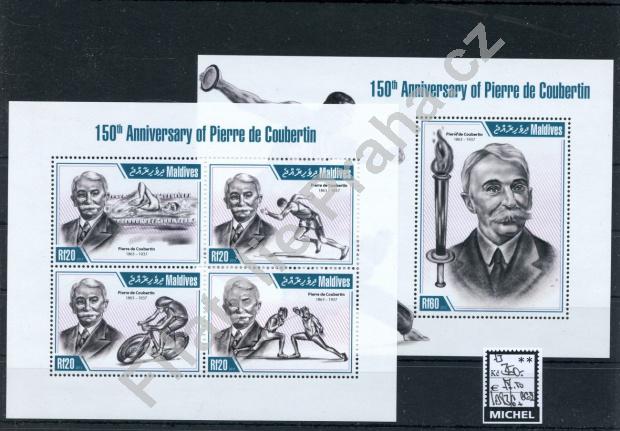 150th Anniversary of Pierre de Coubertin
150th Anniversary of Pierre de Coubertin
Maldives
Pierre de Coubertin
1863 - 1937
Rf20
Maldives
Pierre de Coubertin
1863 - 1937
Rf20
Maldives
Pierre de Coubertin
1863 - 1937
Rf20
Maldives
Pierre de Coubertin
1863 - 1937
Rf20
Maldives
Pierre de Coubertin
1863 - 1937
Rf60
**
Kč 350.-
€
MICHEL